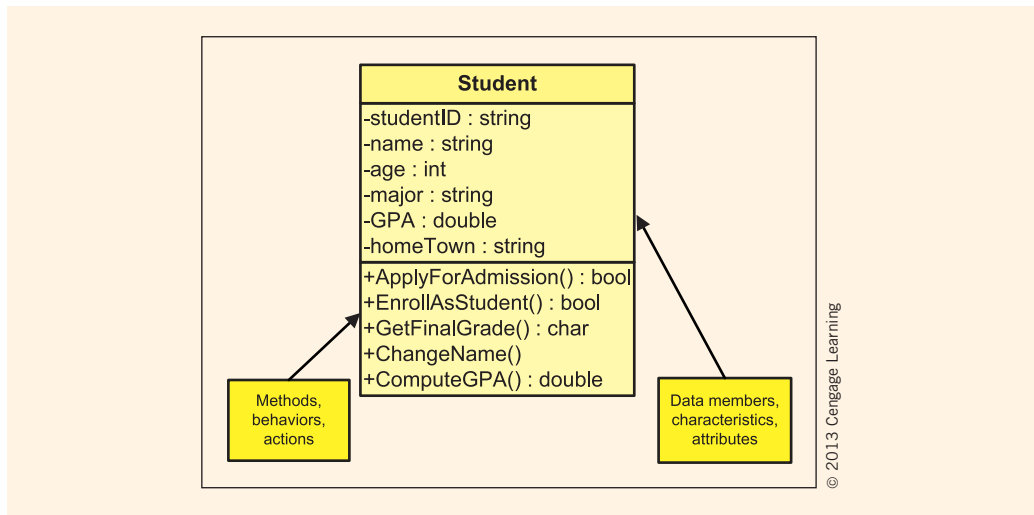 Student
-studentID : string
-name : string
-age : int
-major : string
-GPA : double
-homeTown : string
+ApplyForAdmission() : bool
+EnrollAsStudent() : bool
+GetFinalGrade() : char
+ChangeName()
+ComputeGPA() : double
Methods,
behaviors,
actions
Data members,
characteristics,
attributes
© 2013 Cengage Learning